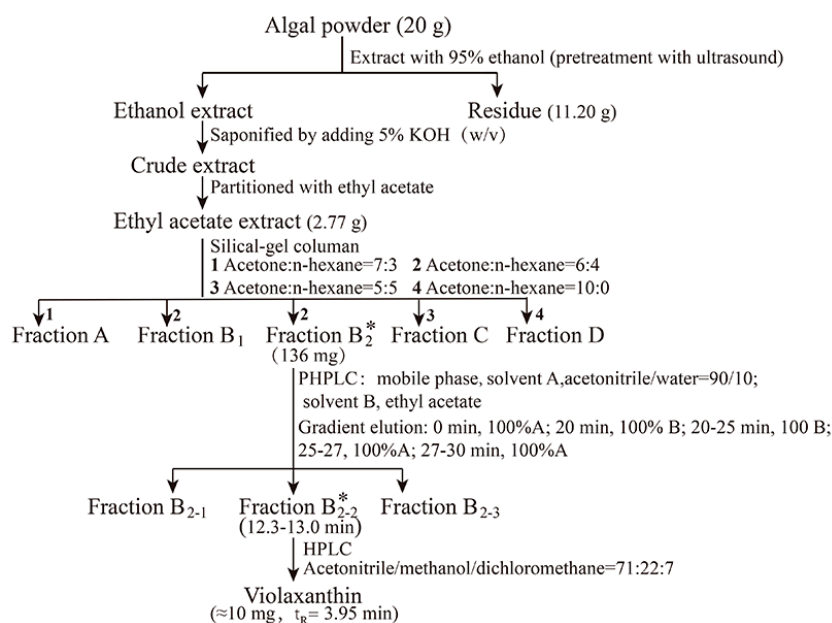 Algal powder (20 g)
Extract with 95% ethanol (pretreatment with ultrasound)
Ethanol extract
Residue (11.20 g)
Saponified by adding 5% KOH (w/v)
Crude extract
Partitioned with ethyl acetate
Ethyl acetate extract (2.77 g)
Silical-gel columan
1 Acetone:n-hexane=7:3 2 Acetone:n-hexane=6:4
3 Acetone:n-hexane=5:5 4 Acetone:n-hexane=10:0
1 2 2 3 4
Fraction A Fraction B1 Fraction B2* Fraction C Fraction D
(136 mg)
PHPLC: mobile phase, solvent A,acetonitrile/water=90/10;
solvent B, ethyl acetate
Gradient elution: 0 min, 100%A; 20 min, 100% B; 20-25 min, 100 B;
25-27, 100%A; 27-30 min, 100%A
Fraction B2-1 Fraction B2-2* Fraction B2-3
(12.3-13.0 min)
HPLC
Acetonitrile/methanol/dichloromethane=71:22:7
Violaxanthin
(≈10 mg, tR= 3.95 min)